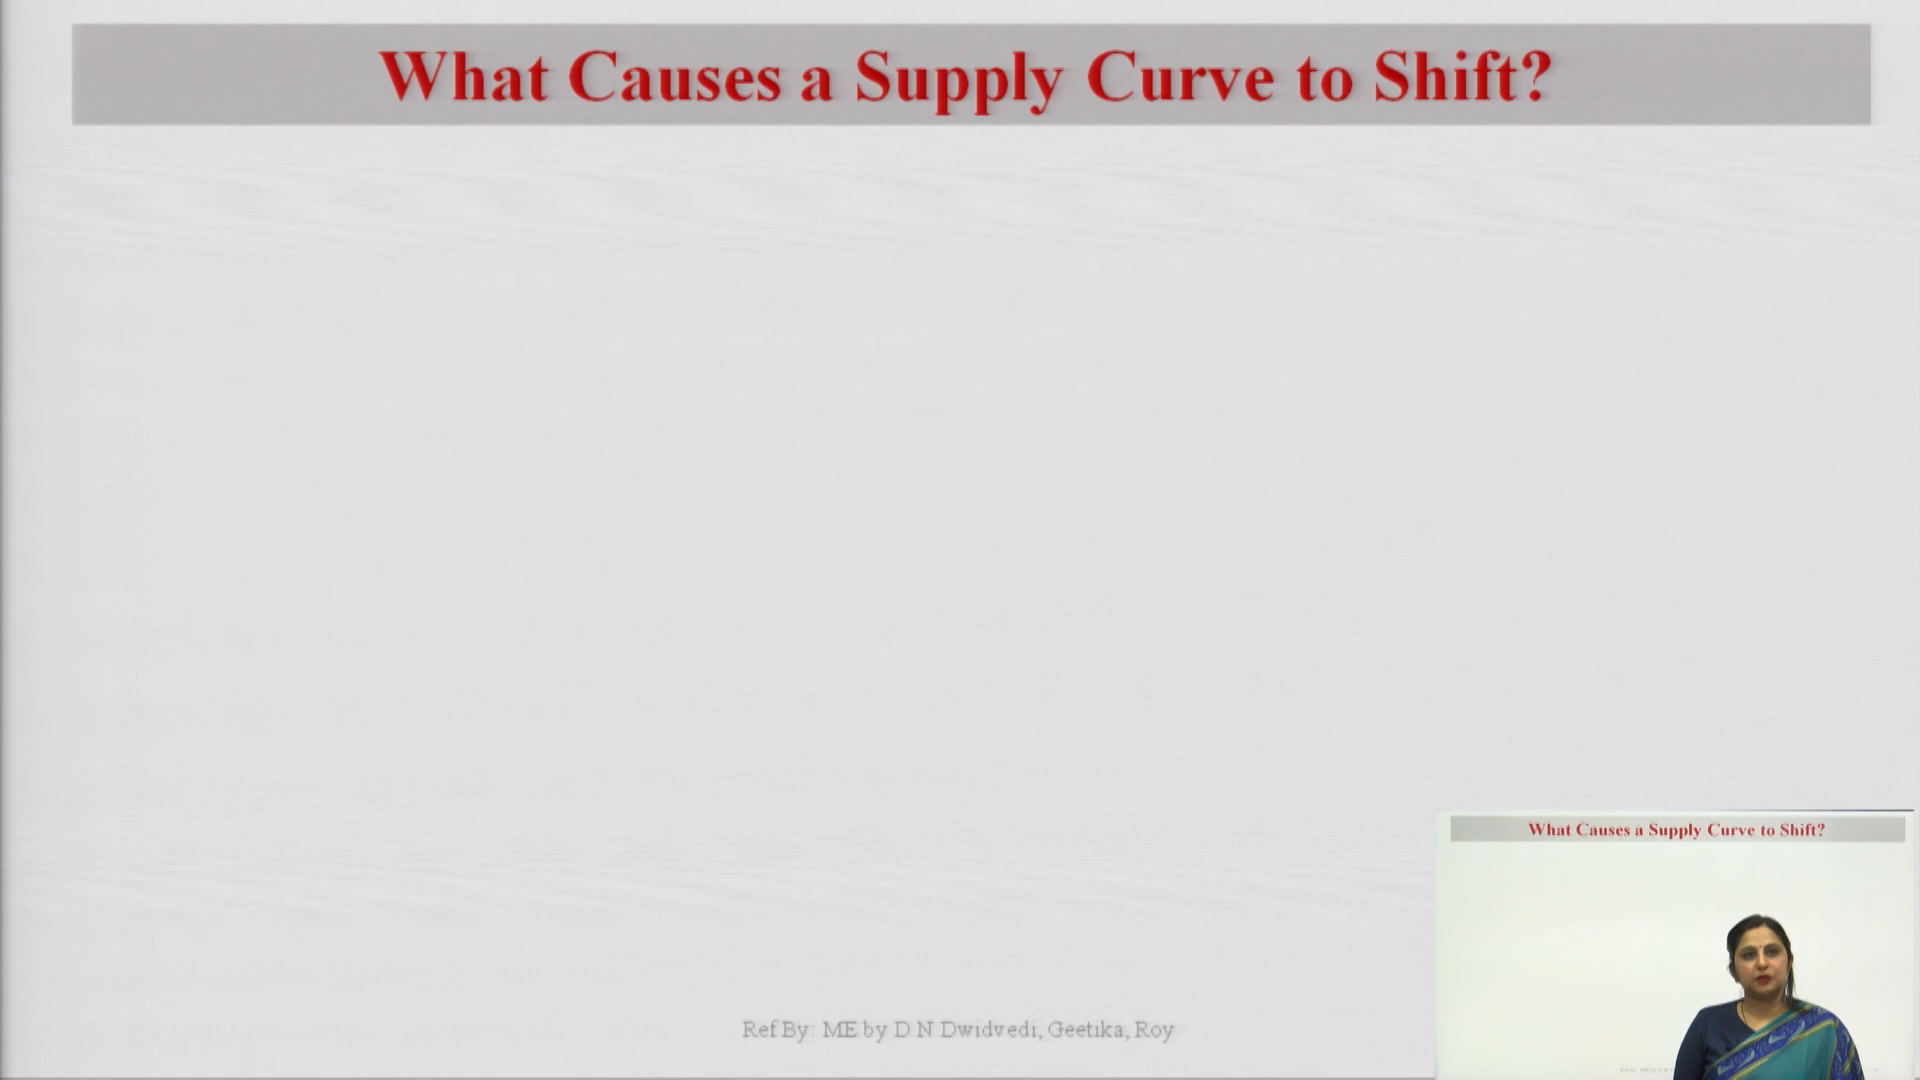 What Causes a Supply Curve to Shift?
Ref By: ME by D N Dwidvedi, Geetika, Roy
What Causes a Supply Curve to Shift?